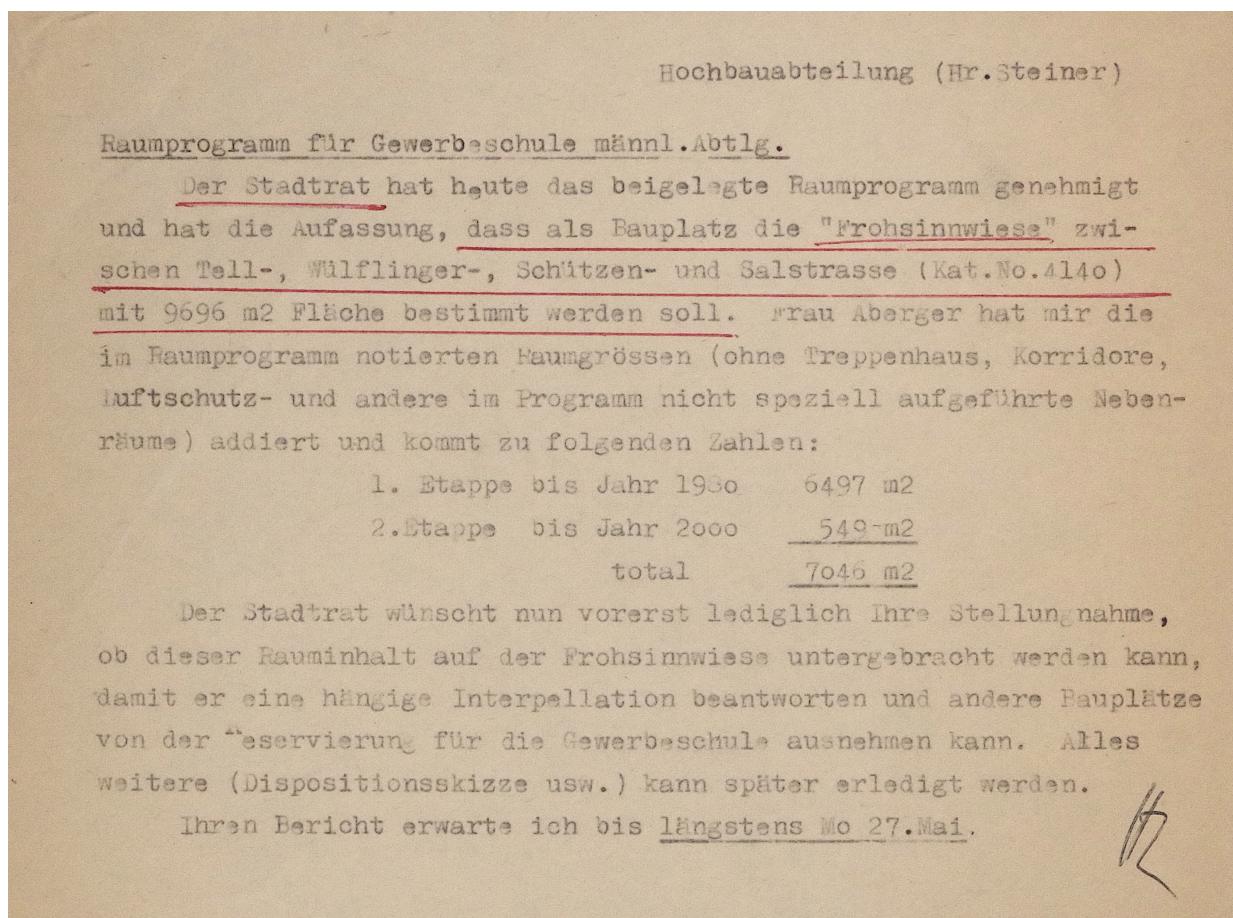 Hochbauabteilung (Hr.Steiner)
Raumprogramm für Gewerbeschule männl.Abtlg.
Der Stadtrat hat heute das beigelegte Raumprogramm genehmigt
und hat die Aufassung, dass als Bauplatz die "Frohsinnwiese" zwi-
schen Tell-, Wülflinger-, Schützen- und Salstrasse (Kat.No.4140)
mit 9696 m2 Fläche bestimmt werden soll. Frau Aberger hat mir die
im Raumprogramm notierten Raumgrössen (ohne Treppenhaus, Korridore,
Luftschutz- und andere im Programm nicht speziell aufgeführte Neben-
räume) addiert und kommt zu folgenden Zahlen:
1. Etappe bis Jahr 1980 6497 m2
2.Etappe bis Jahr 2000 549 m2
total 7046 m2
Der Stadtrat wünscht nun vorerst lediglich Ihre Stellungnahme,
ob dieser Rauminhalt auf der Frohsinnwiese untergebracht werden kann,
damit er eine hängige Interpellation beantworten und andere Bauplätze
von der Reservierung für die Gewerbeschule ausnehmen kann. Alles
weitere (Dispositionsskizze usw.) kann später erledigt werden.
Ihren Bericht erwarte ich bis längstens Mo 27.Mai.